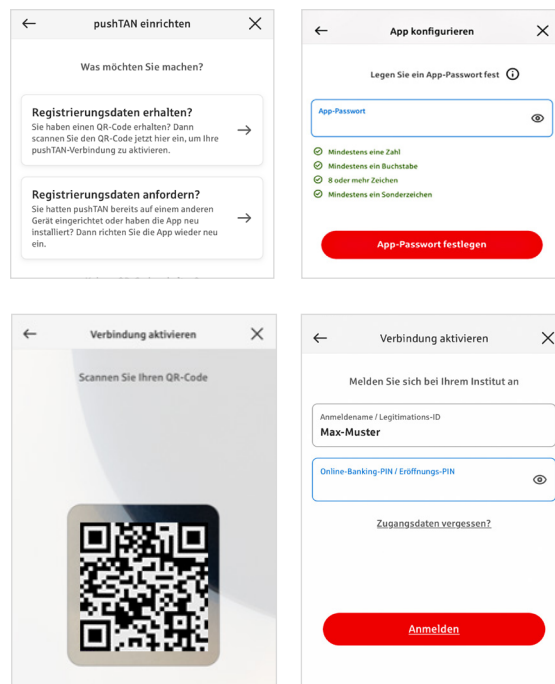 pushTAN einrichten
Was möchten Sie machen?
Registrierungsdaten erhalten?
Sie haben einen QR-Code erhalten? Dann
scannen Sie den QR-Code jetzt hier ein, um Ihre
pushTAN-Verbindung zu aktivieren.
Registrierungsdaten anfordern?
Sie hatten pushTAN bereits auf einem anderen
Gerät eingerichtet oder haben die App neu
installiert? Dann richten Sie die App wieder neu
ein.
App konfigurieren
Legen Sie ein App-Passwort fest
App-Passwort
Mindestens eine Zahl
Mindestens ein Buchstabe
8 oder mehr Zeichen
Mindestens ein Sonderzeichen
App-Passwort festlegen
Verbindung aktivieren
Scannen Sie Ihren QR-Code
Verbindung aktivieren
Melden Sie sich bei Ihrem Institut an
Anmeldename / Legitimations-ID
Max-Muster
Online-Banking-PIN / Eröffnungs-PIN
Zugangsdaten vergessen?
Anmelden